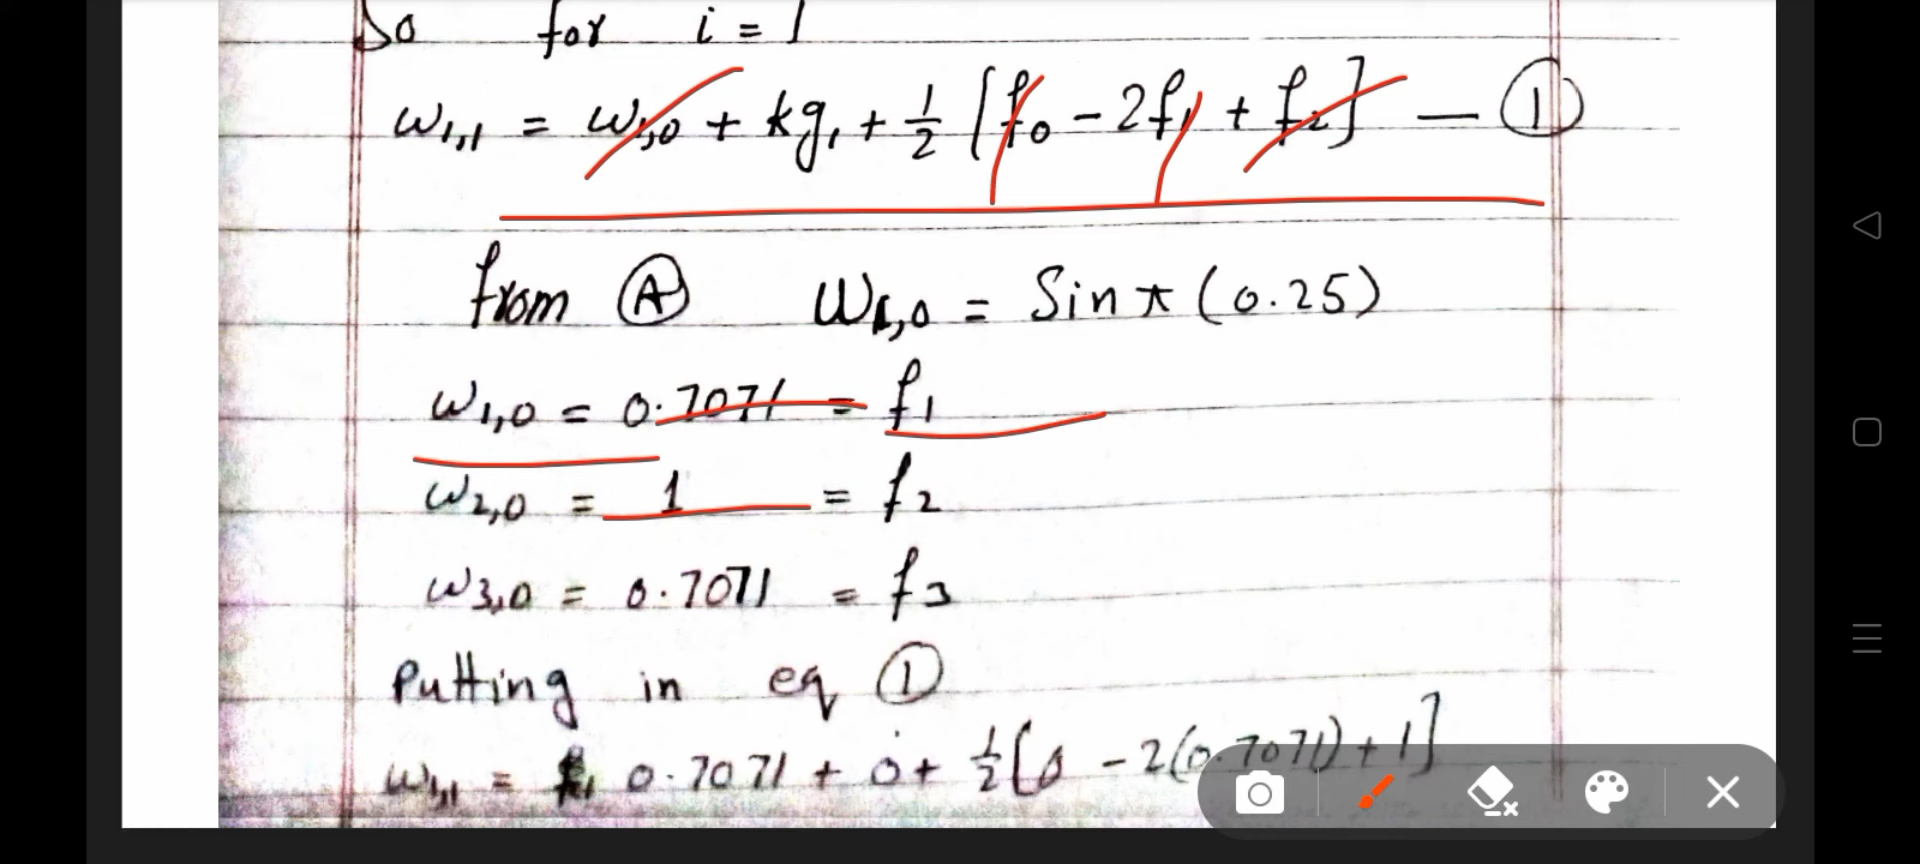 So for i = 1
w1,1 = w1,0 + kg1 + 1/2 [f0 - 2f1 + f2] — ①
from Ⓐ w1,0 = Sin π (0.25)
w1,0 = 0.7071 = f1
w2,0 = 1 = f2
w3,0 = 0.7071 = f3
Putting in eq ①
w1,1 = 0.7071 + 0 + 1/2 [0 - 2(0.7071) + 1]